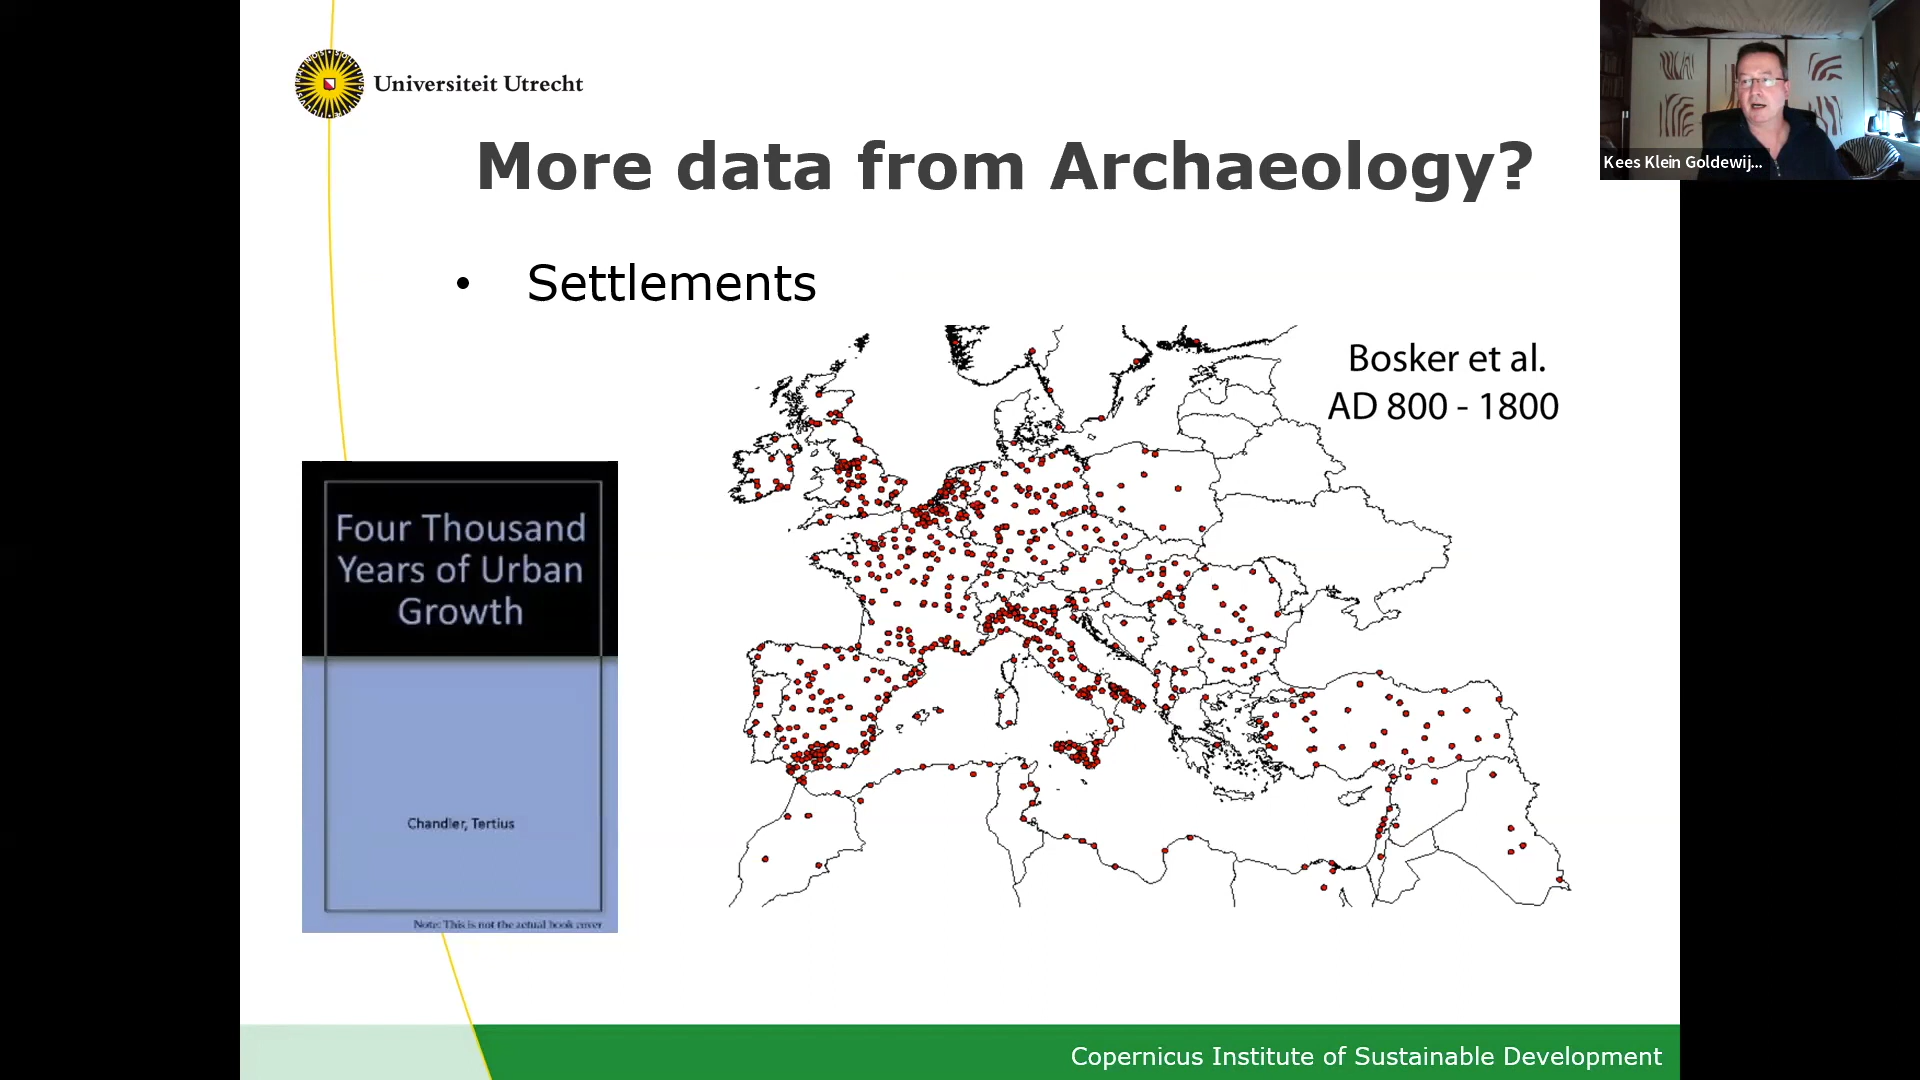 Universiteit Utrecht
More data from Archaeology?
• Settlements
Bosker et al.
AD 800 - 1800
Four Thousand
Years of Urban
Growth
Chandler, Tertius
Note: This is not the actual book cover
Copernicus Institute of Sustainable Development
Kees Klein Goldewij...